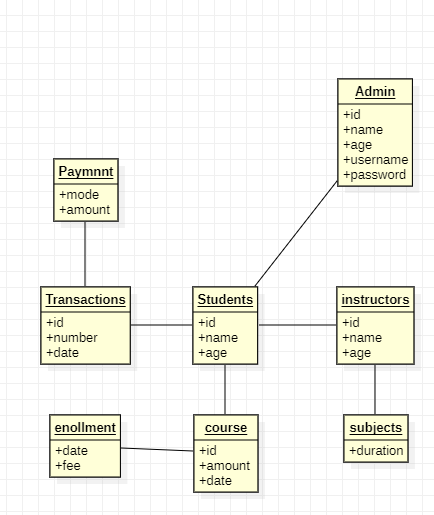 Admin
+id
+name
+age
+username
+password
Paymnnt
+mode
+amount
Transactions
+id
+number
+date
Students
+id
+name
+age
instructors
+id
+name
+age
enollment
+date
+fee
course
+id
+amount
+date
subjects
+duration